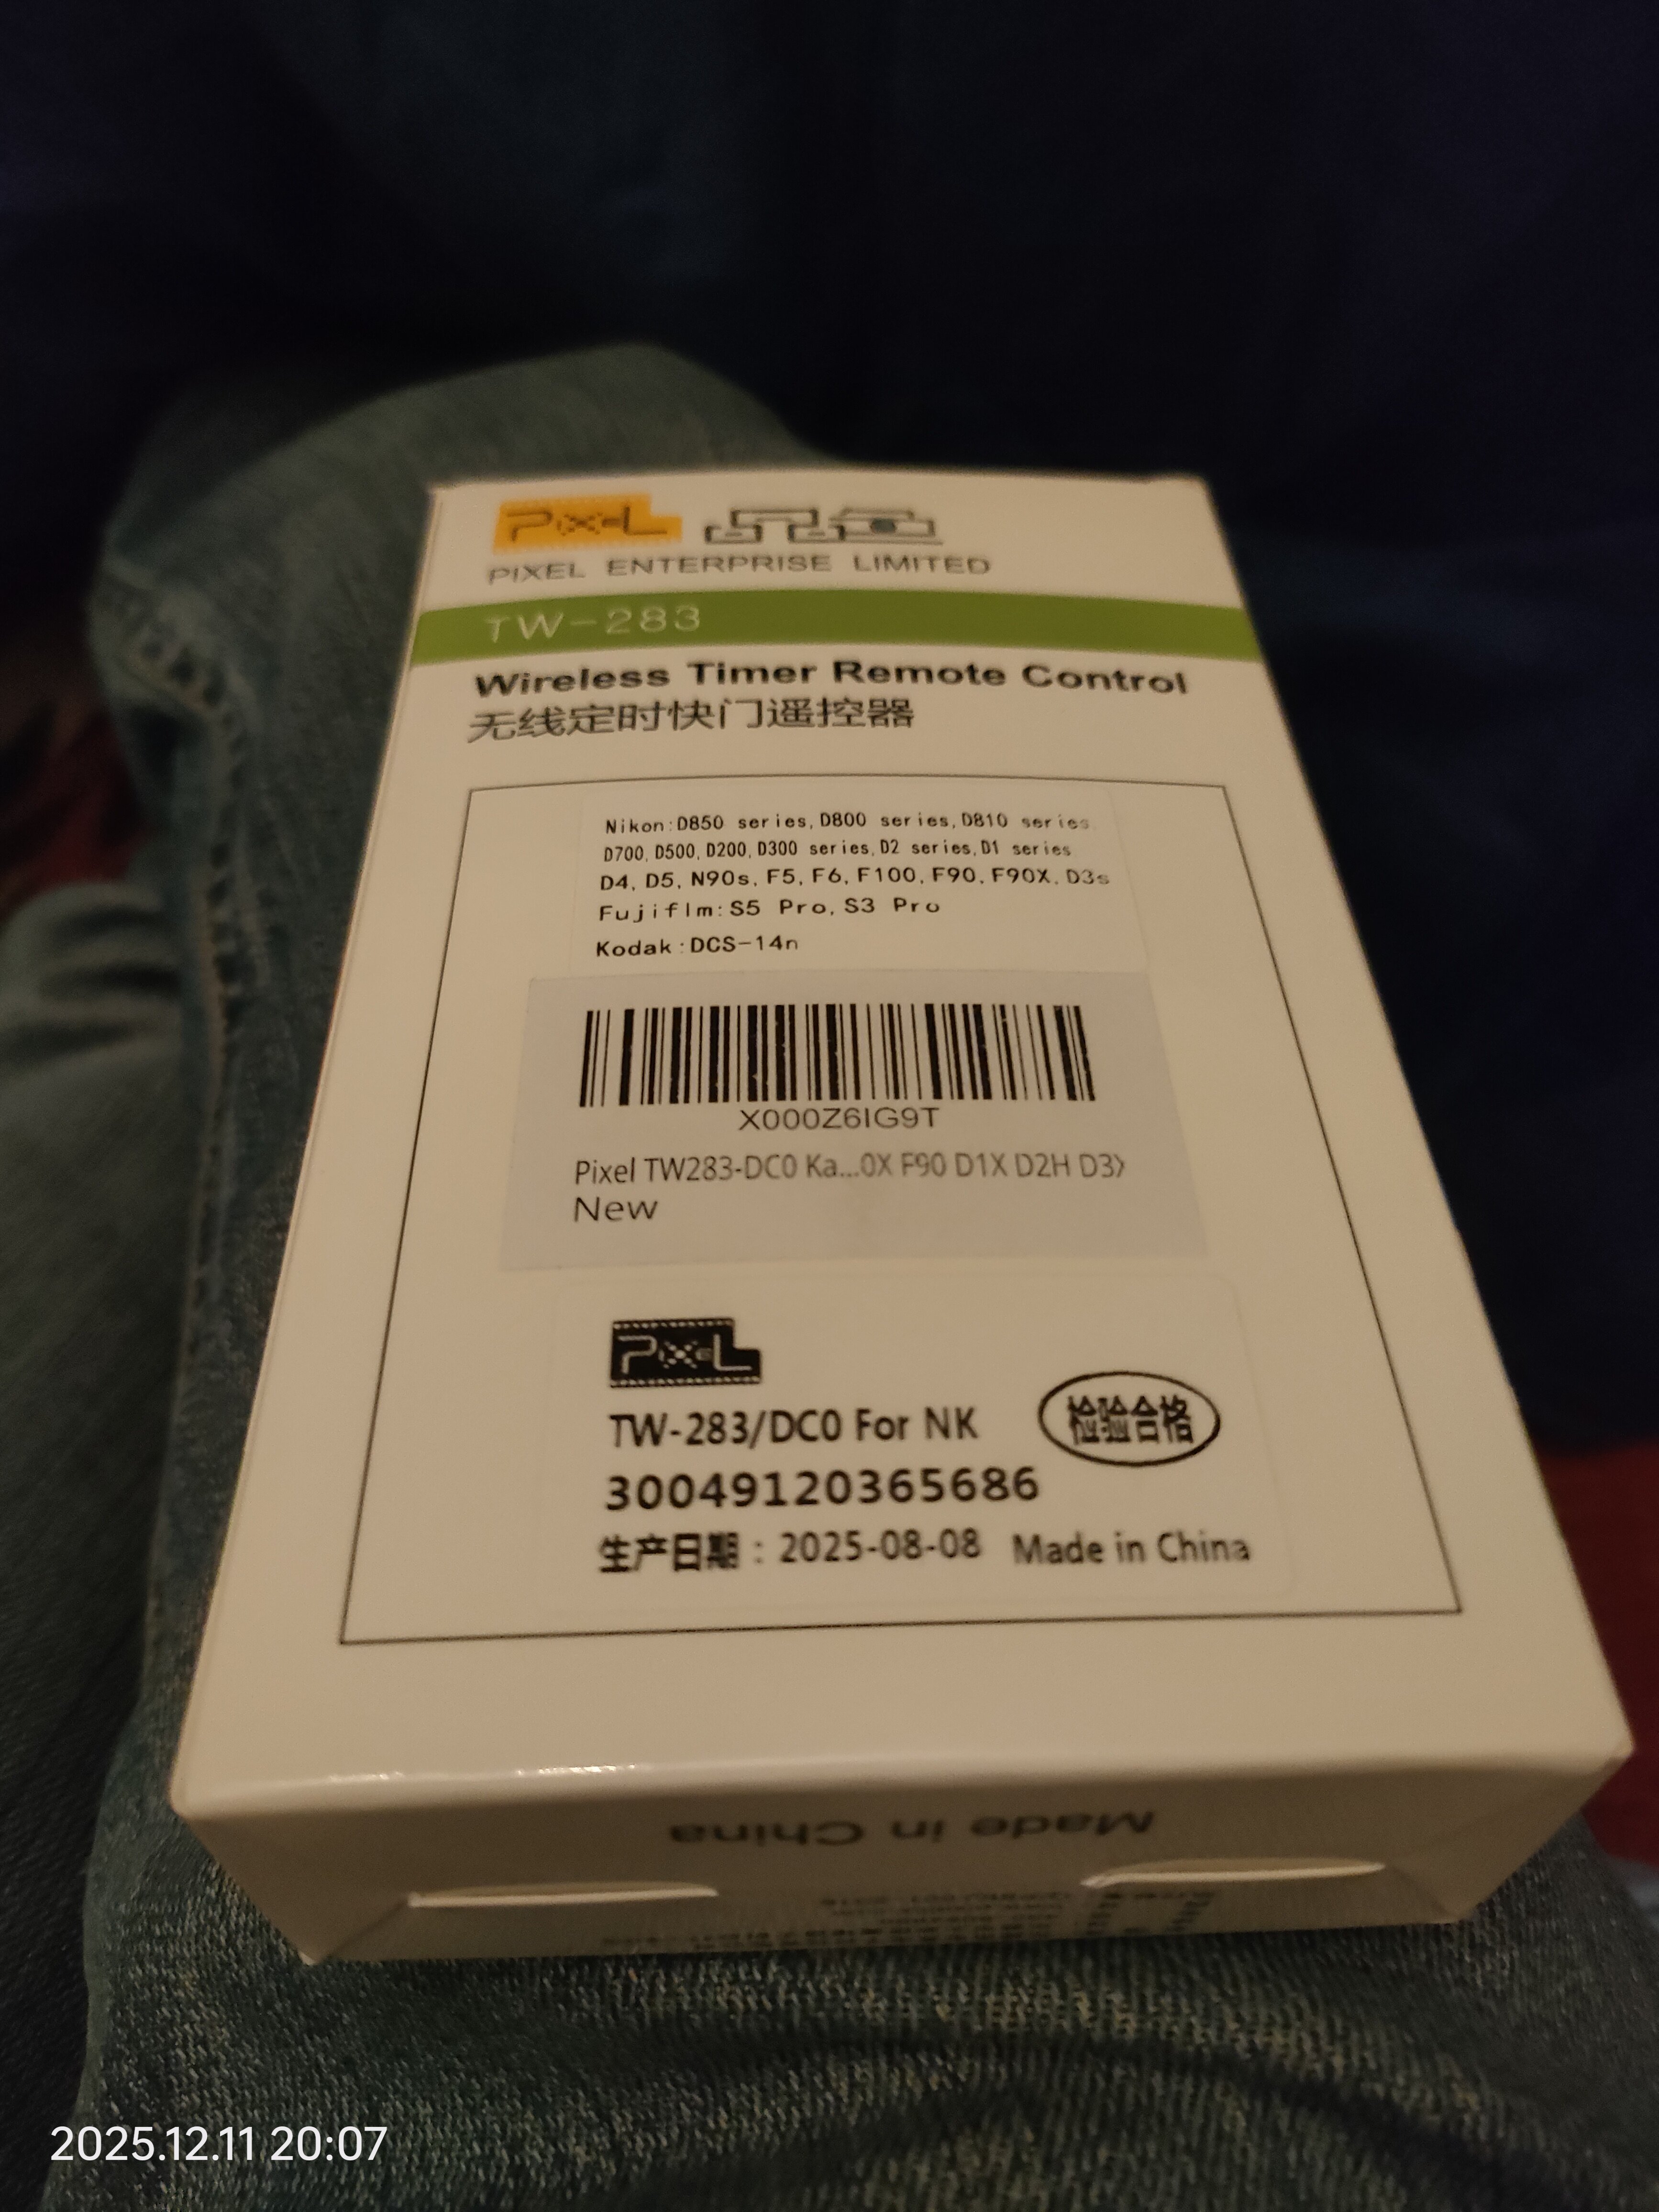 PIXEL 品色
PIXEL ENTERPRISE LIMITED
TW-283
Wireless Timer Remote Control
无线定时快门遥控器
Nikon:D850 series,D800 series,D810 series,
D700,D500,D200,D300 series,D2 series,D1 series
D4, D5, N90s, F5, F6, F100, F90, F90X, D3s
Fujiflm:S5 Pro, S3 Pro
Kodak:DCS-14n
X000Z6IG9T
Pixel TW283-DC0 Ka...0X F90 D1X D2H D3X
New
PIXEL
TW-283/DC0 For NK
检验合格
30049120365686
生产日期：2025-08-08 Made in China
Made in China
2025.12.11 20:07